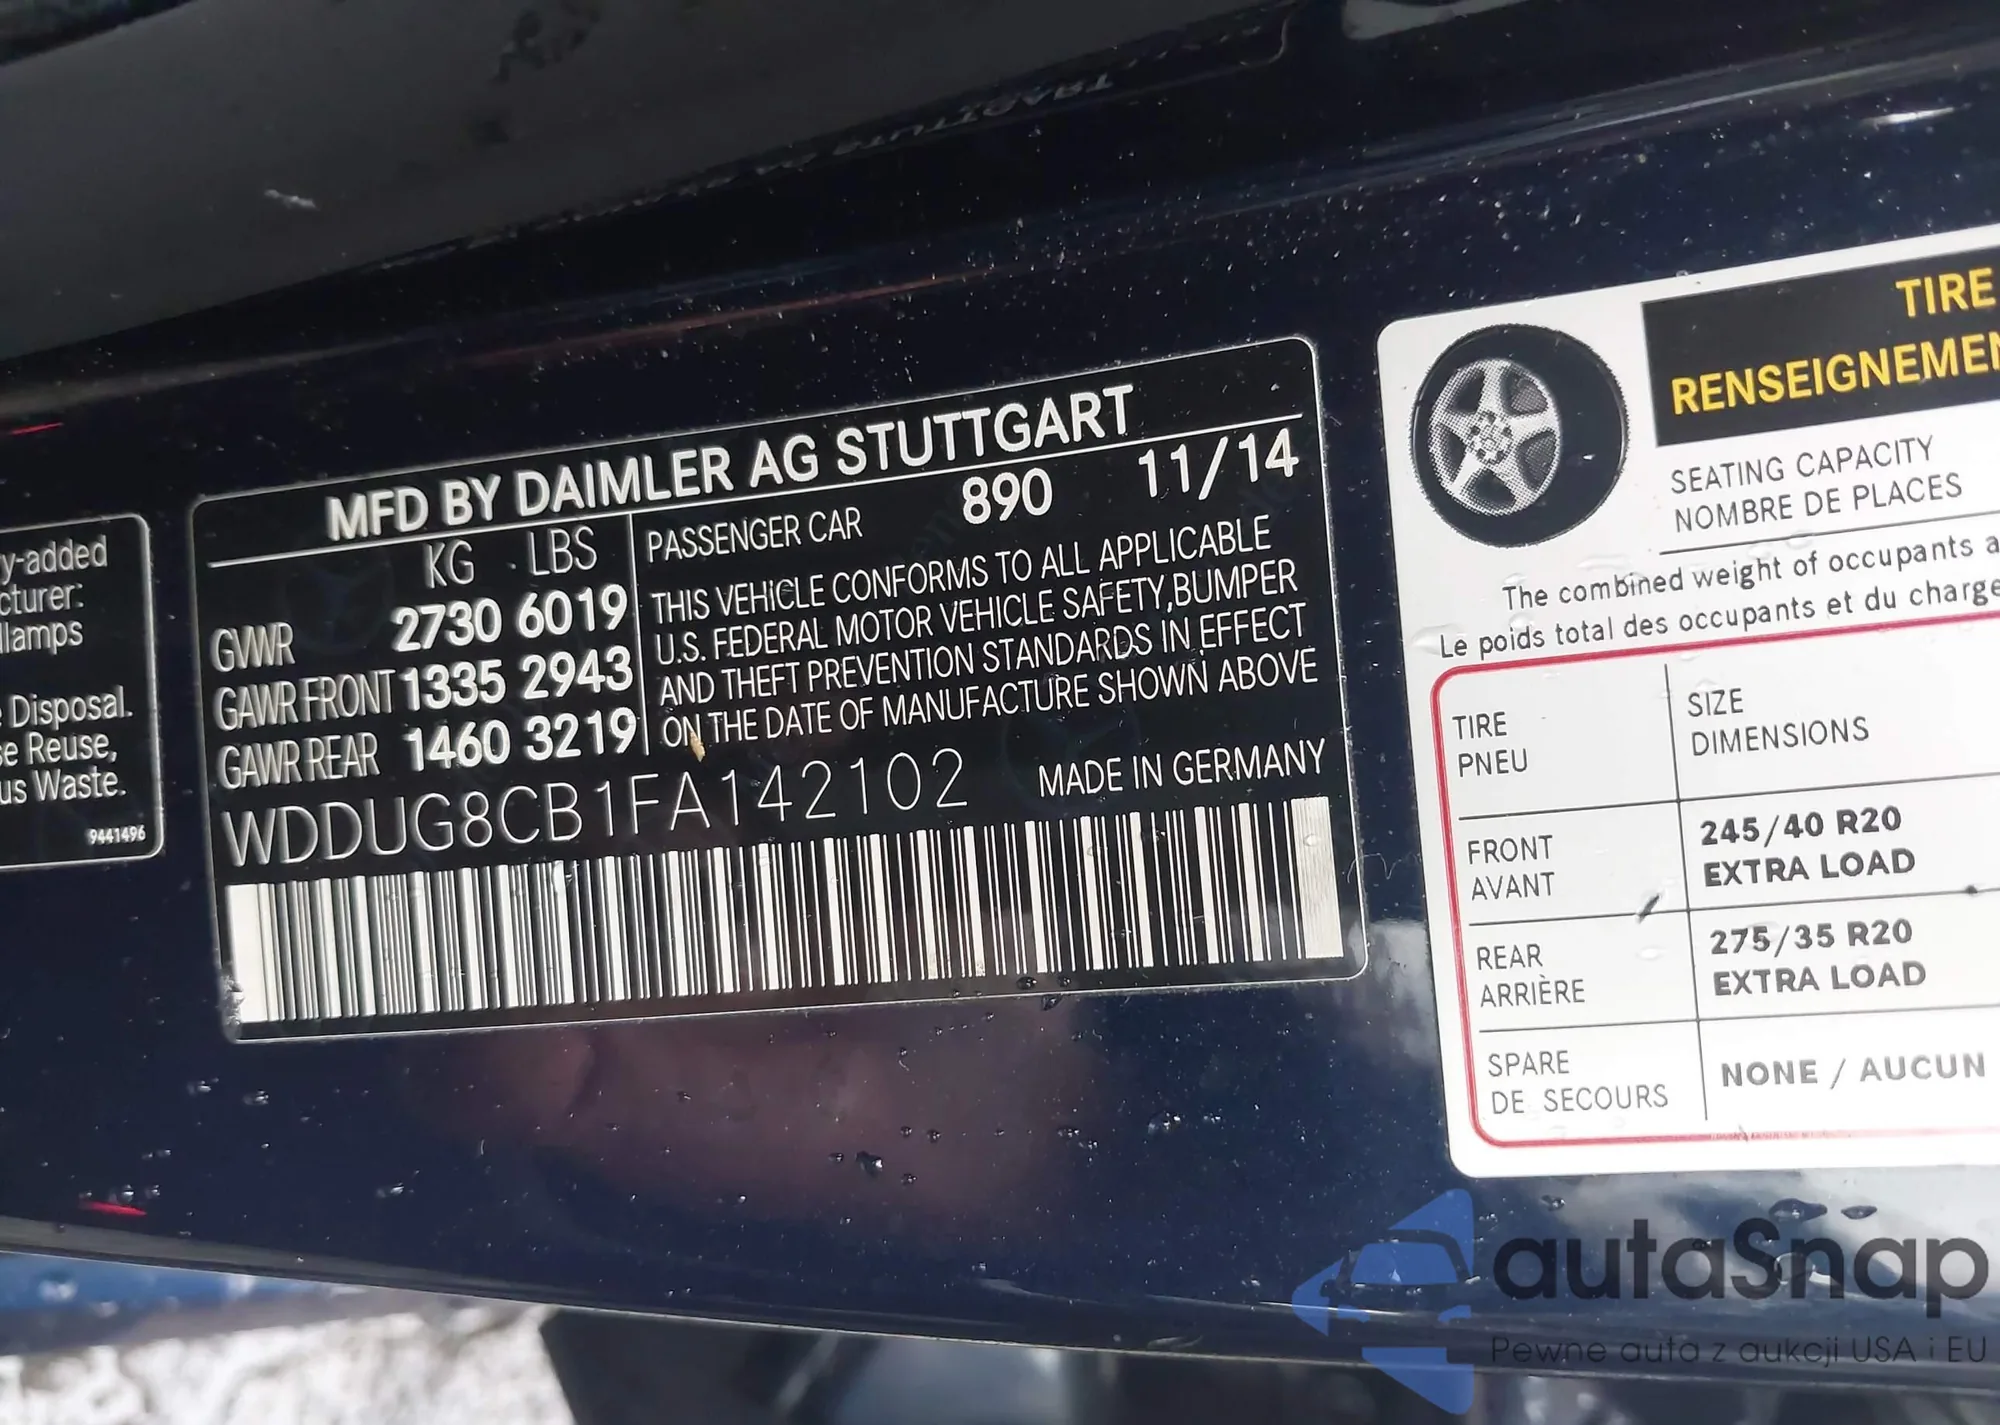 y-added
cturer:
llamps
Disposal.
se Reuse,
us Waste.
9441496
MFD BY DAIMLER AG STUTTGART
KG LBS
GVWR 2730 6019
GAWR FRONT 1335 2943
GAWR REAR 1460 3219
PASSENGER CAR 890 11/14
THIS VEHICLE CONFORMS TO ALL APPLICABLE
U.S. FEDERAL MOTOR VEHICLE SAFETY,BUMPER
AND THEFT PREVENTION STANDARDS IN EFFECT
ON THE DATE OF MANUFACTURE SHOWN ABOVE
WDDUG8CB1FA142102 MADE IN GERMANY
TIRE
RENSEIGNEMEN
SEATING CAPACITY
NOMBRE DE PLACES
The combined weight of occupants a
Le poids total des occupants et du charge
TIRE
PNEU
SIZE
DIMENSIONS
FRONT
AVANT
245/40 R20
EXTRA LOAD
REAR
ARRIÈRE
275/35 R20
EXTRA LOAD
SPARE
DE SECOURS
NONE / AUCUN
autaSnap
Pewne auta z aukcji USA i EU